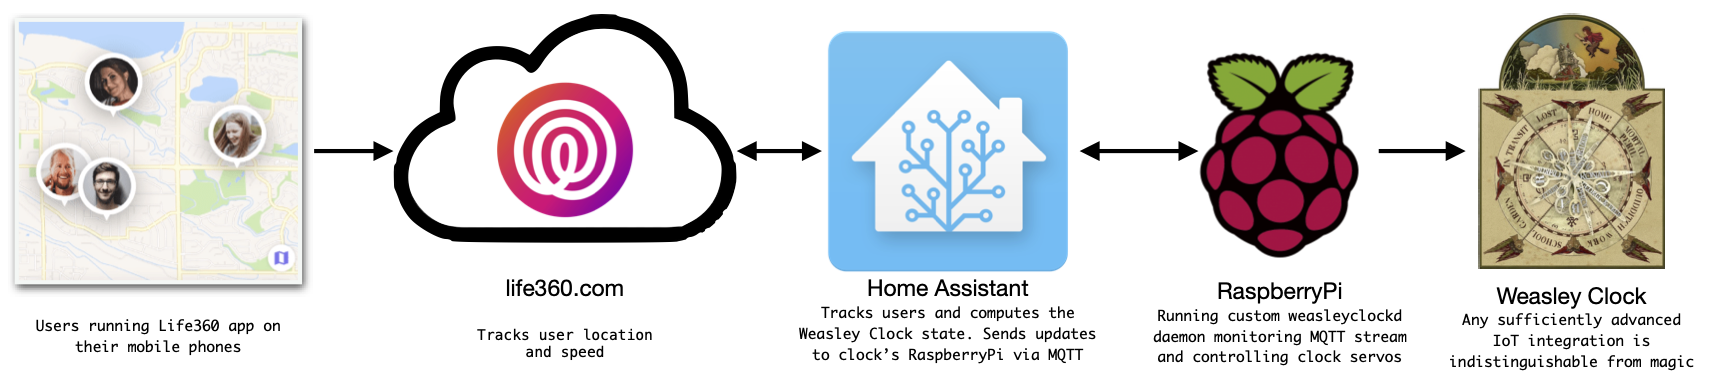 life360.com
Users running Life360 app on
their mobile phones
Tracks user location
and speed
Home Assistant
Tracks users and computes the
Weasley Clock state. Sends updates
to clock’s RaspberryPi via MQTT
RaspberryPi
Running custom weasleyclockd
daemon monitoring MQTT stream
and controlling clock servos
Weasley Clock
Any sufficiently advanced
IoT integration is
indistinguishable from magic
LOST
HOME
MORTAL
PERIL
QUIDDITCH
WORK
SCHOOL
GARDEN
IN TRANSIT